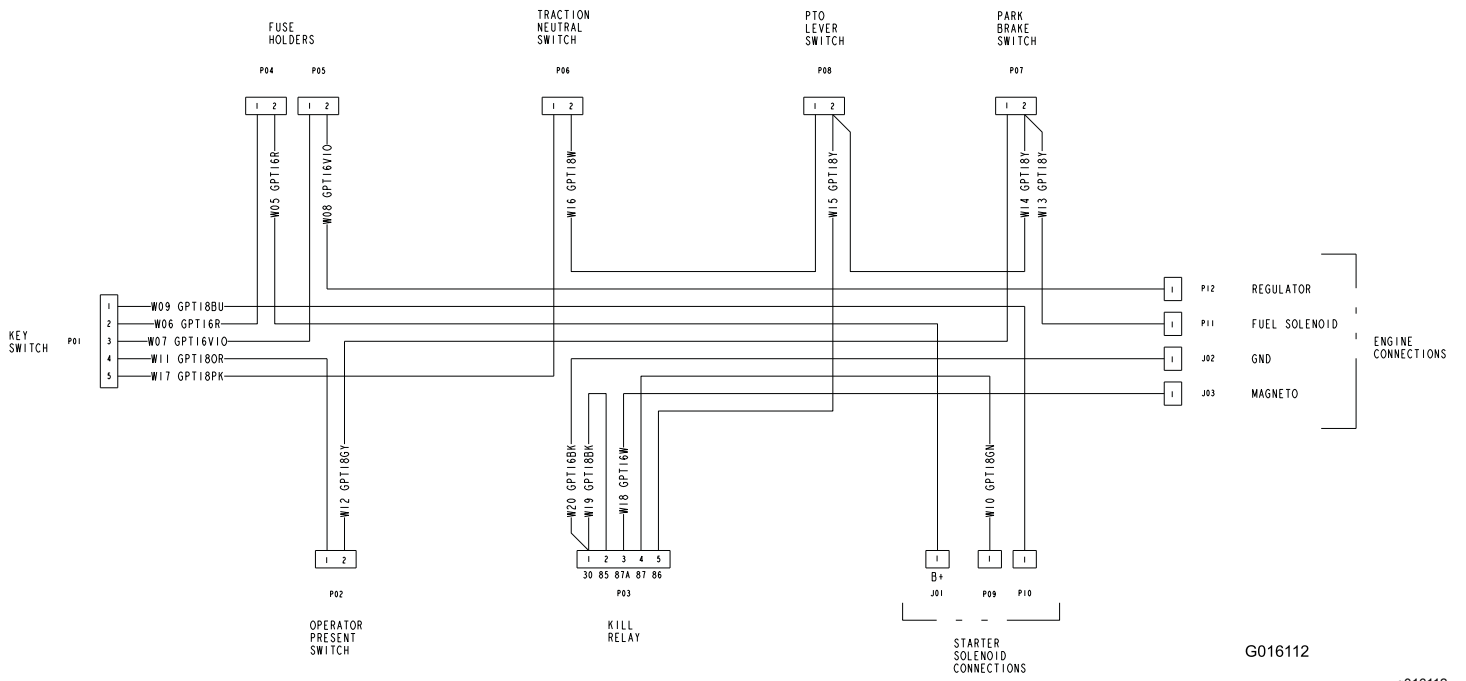 FUSE
HOLDERS
TRACTION
NEUTRAL
SWITCH
PTO
LEVER
SWITCH
PARK
BRAKE
SWITCH
P04 P05
P06
P08
P07
1 2
1 2
1 2
1 2
1 2
W05 GPT16R
W08 GPT16VIO
W16 GPT18W
W15 GPT18Y
W14 GPT18Y
W13 GPT18Y
KEY
SWITCH
P01
1
2
3
4
5
W09 GPT18BU
W06 GPT16R
W07 GPT16VIO
W11 GPT18OR
W17 GPT18PK
1 P12 REGULATOR
1 P11 FUEL SOLENOID
1 J02 GND
1 J03 MAGNETO
ENGINE
CONNECTIONS
W12 GPT18GY
W20 GPT16BK
W19 GPT18BK
W18 GPT16W
W10 GPT18GN
1 2
P02
OPERATOR
PRESENT
SWITCH
1 2 3 4 5
30 85 87A 87 86
P03
KILL
RELAY
1
1
1
B+
J01 P09 P10
STARTER
SOLENOID
CONNECTIONS
G016112